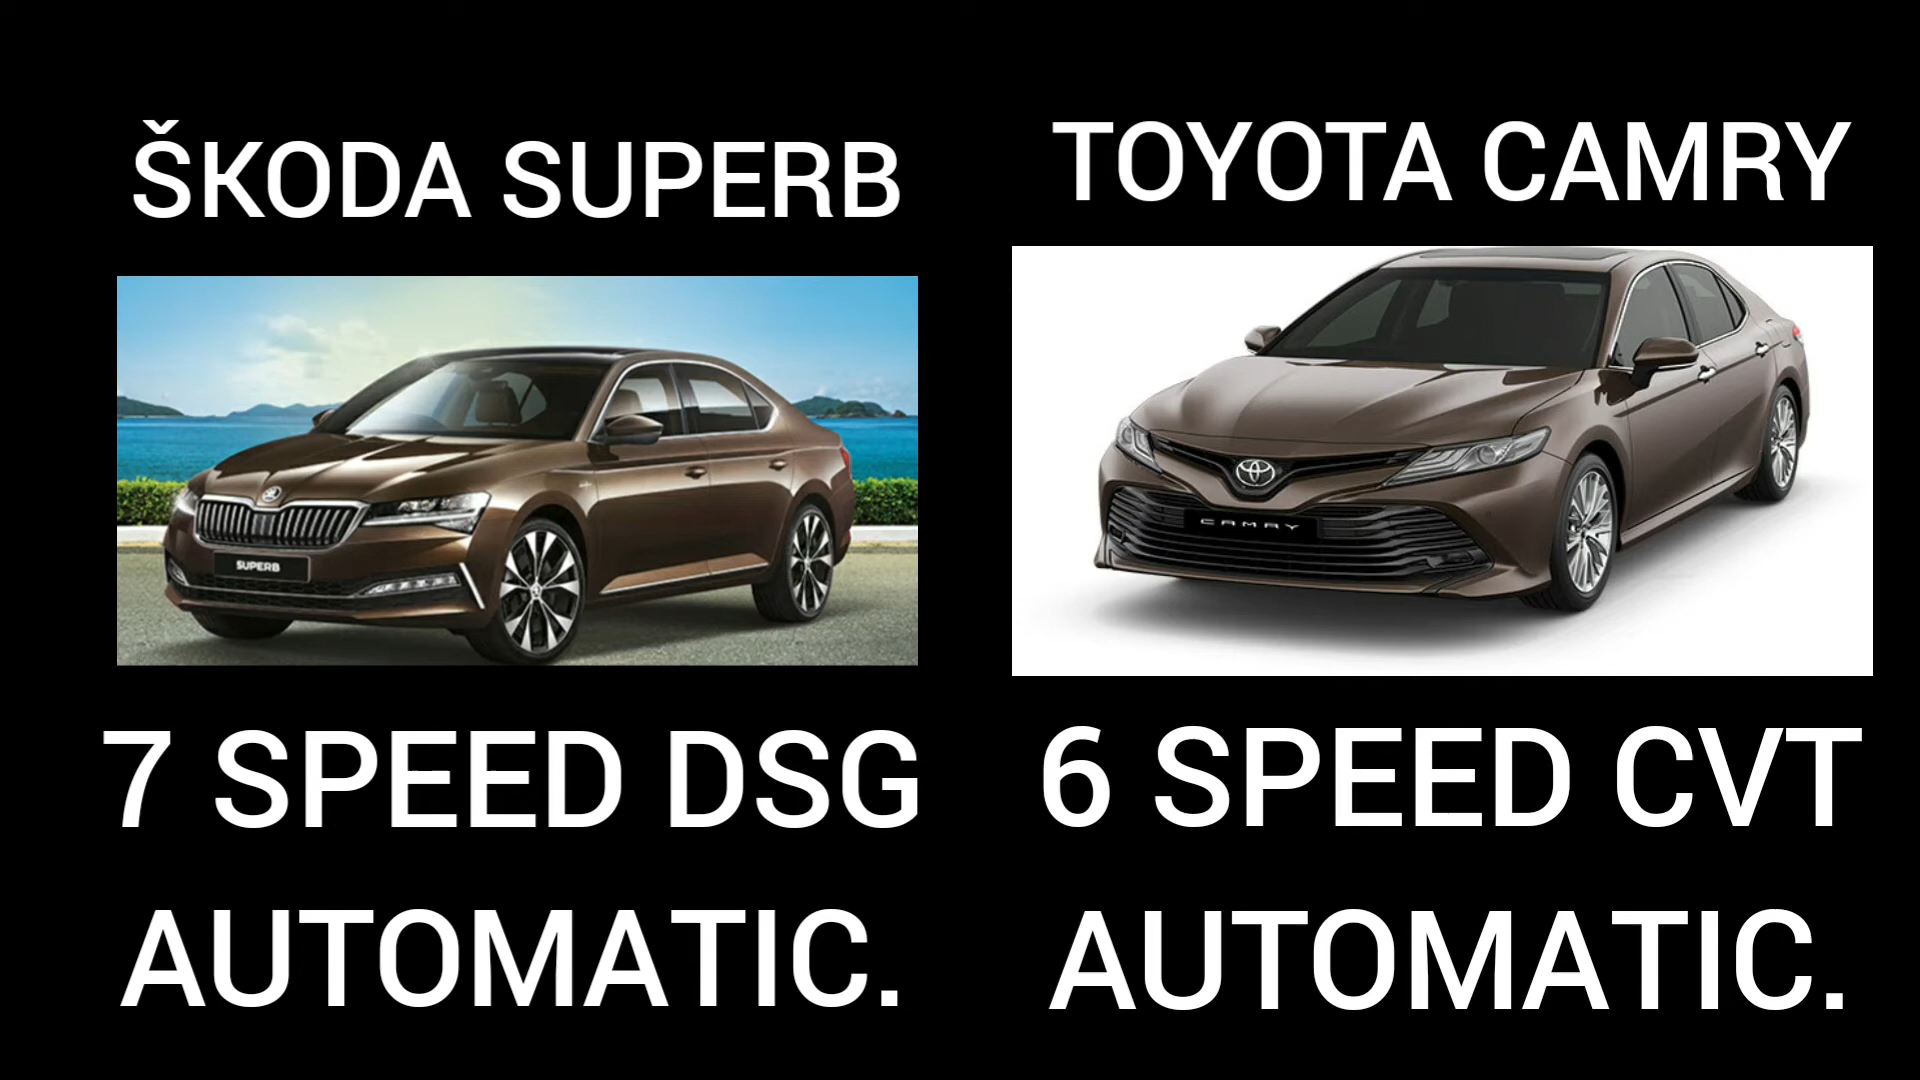 ŠKODA SUPERB
TOYOTA CAMRY
SUPERB
CAMRY
7 SPEED DSG
AUTOMATIC.
6 SPEED CVT
AUTOMATIC.